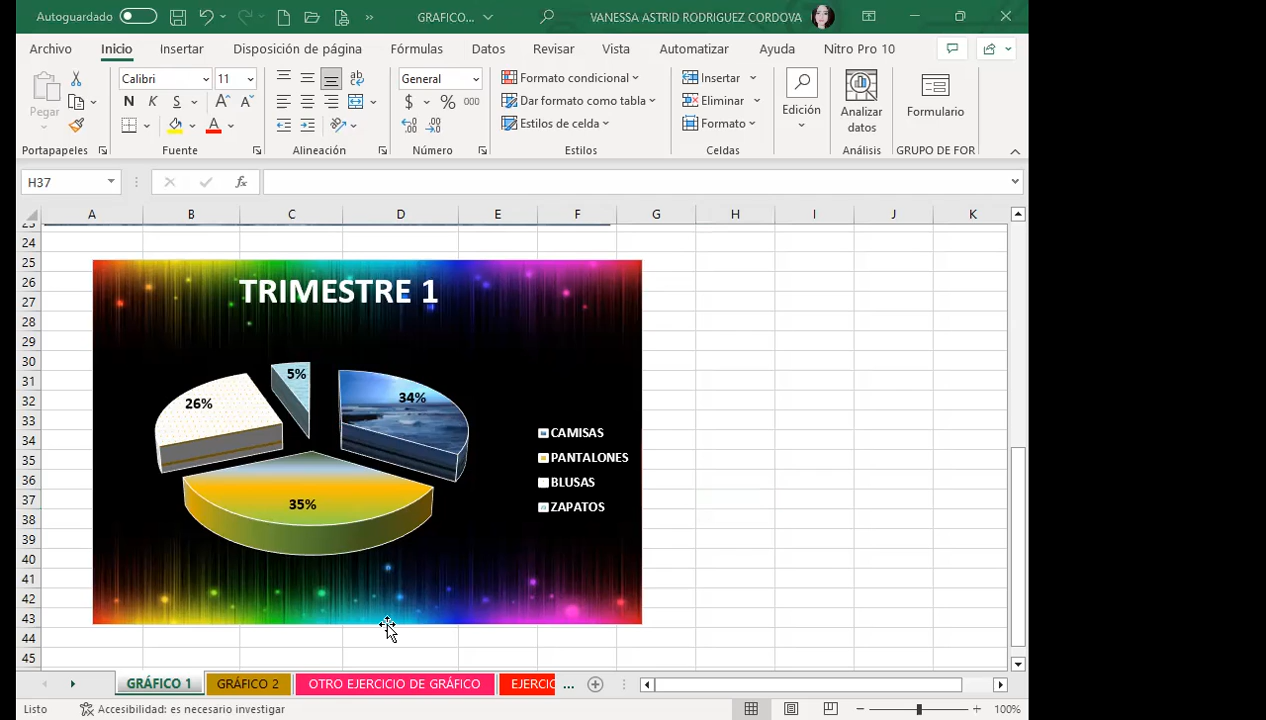 Autoguardado GRAFICO... VANESSA ASTRID RODRIGUEZ CORDOVA
Archivo Inicio Insertar Disposición de página Fórmulas Datos Revisar Vista Automatizar Ayuda Nitro Pro 10
Pegar
Portapapeles
Calibri 11
N K S
Fuente
Alineación
General
$ % 000
Número
Formato condicional
Dar formato como tabla
Estilos de celda
Estilos
Insertar
Eliminar
Formato
Celdas
Edición
Analizar
datos
Análisis
Formulario
GRUPO DE FOR
H37 fx
A B C D E F G H I J K
23
24
25
26
27
28
29
30
31
32
33
34
35
36
37
38
39
40
41
42
43
44
45
TRIMESTRE 1
5%
34%
26%
35%
CAMISAS
PANTALONES
BLUSAS
ZAPATOS
GRÁFICO 1 GRÁFICO 2 OTRO EJERCICIO DE GRÁFICO EJERCIC ...
Listo Accesibilidad: es necesario investigar 100%